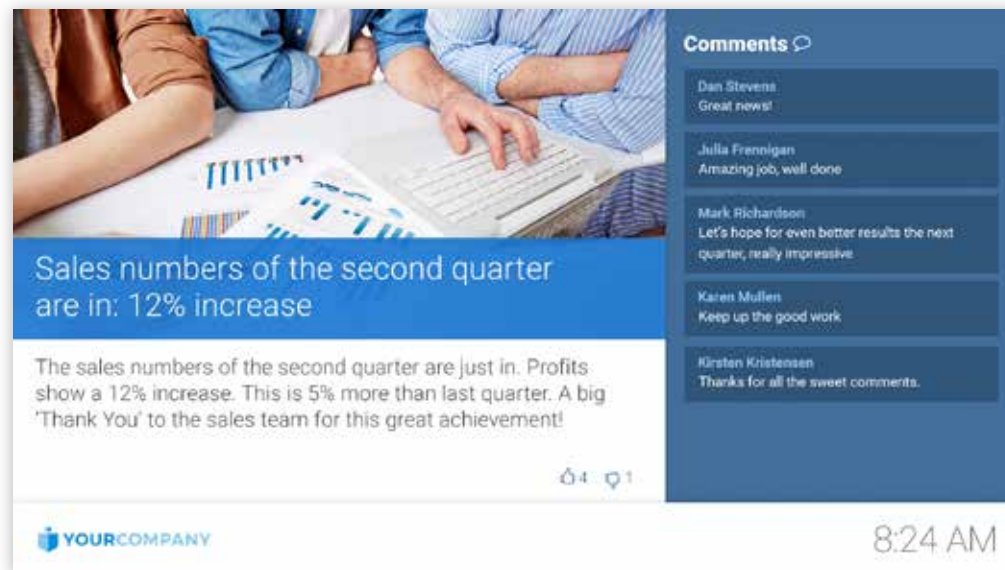 Sales numbers of the second quarter
are in: 12% increase
The sales numbers of the second quarter are just in. Profits
show a 12% increase. This is 5% more than last quarter. A big
'Thank You' to the sales team for this great achievement!
4 1
Comments
Dan Stevens
Great news!
Julia Frennigan
Amazing job, well done
Mark Richardson
Let's hope for even better results the next
quarter, really impressive
Karen Mullen
Keep up the good work
Kirsten Kristensen
Thanks for all the sweet comments.
YOURCOMPANY
8:24 AM